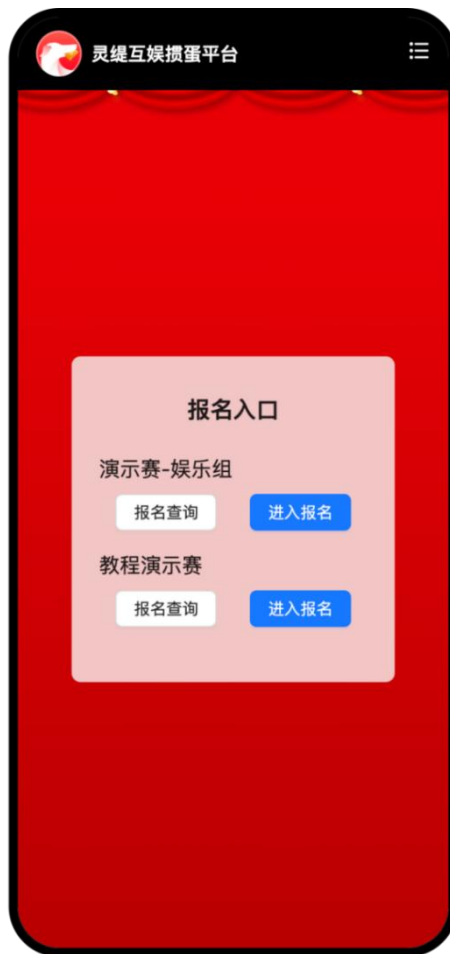 灵缇互娱掼蛋平台
报名入口
演示赛-娱乐组
报名查询 进入报名
教程演示赛
报名查询 进入报名